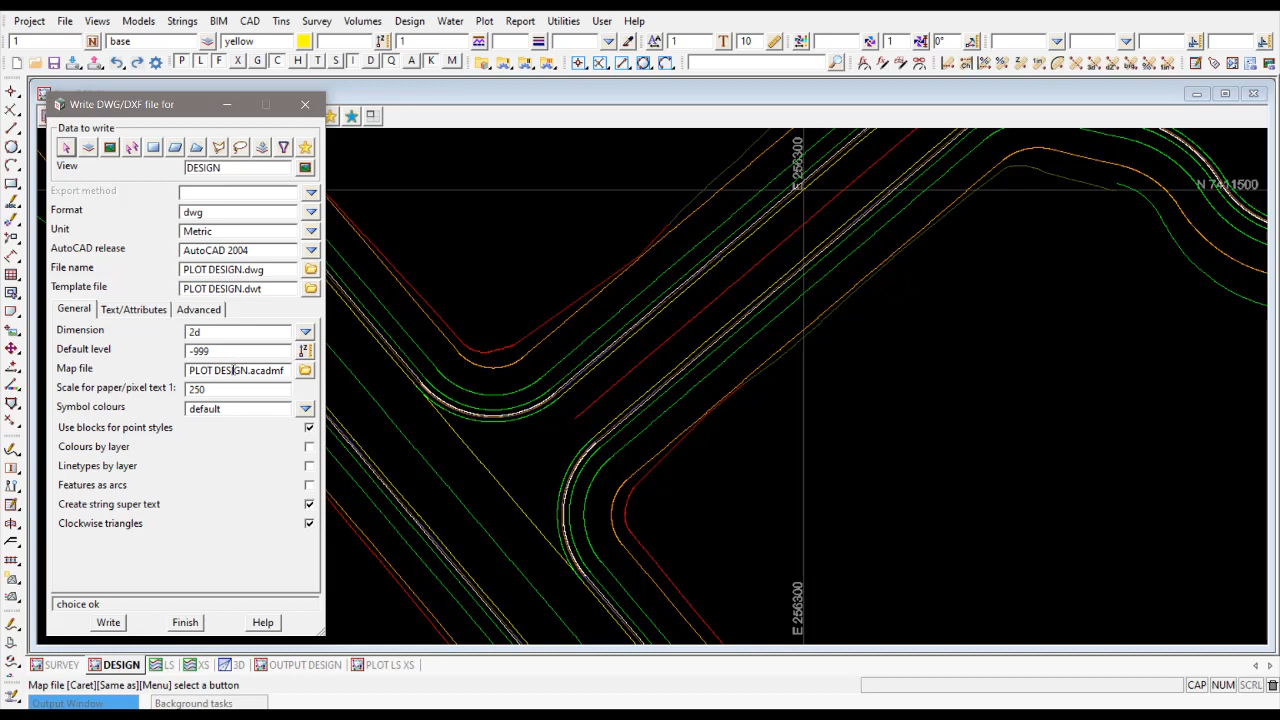 Project File Views Models Strings BIM CAD Tins Survey Volumes Design Water Plot Report Utilities User Help
1 N base yellow 1 1 T 10 1 0°
P L F X G C H T S I D Q A K M
Write DWG/DXF file for
Data to write
View DESIGN
Export method
Format dwg
Unit Metric
AutoCAD release AutoCAD 2004
File name PLOT DESIGN.dwg
Template file PLOT DESIGN.dwt
General Text/Attributes Advanced
Dimension 2d
Default level -999
Map file PLOT DESIGN.acadmf
Scale for paper/pixel text 1: 250
Symbol colours default
Use blocks for point styles
Colours by layer
Linetypes by layer
Features as arcs
Create string super text
Clockwise triangles
choice ok
Write Finish Help
E 256300
N 7411500
E 256300
SURVEY DESIGN LS XS 3D OUTPUT DESIGN PLOT LS XS
Map file [Caret][Same as][Menu] select a button
CAP NUM SCRL
Output Window Background tasks